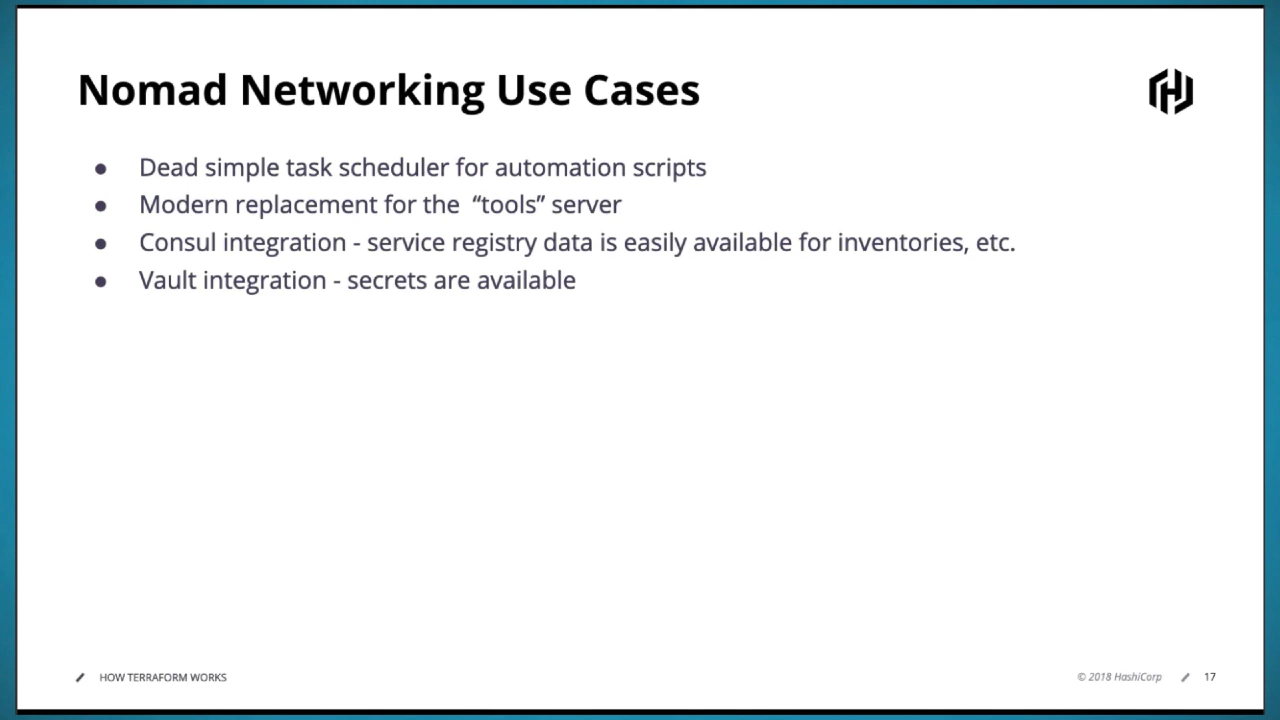 Nomad Networking Use Cases
● Dead simple task scheduler for automation scripts
● Modern replacement for the “tools” server
● Consul integration - service registry data is easily available for inventories, etc.
● Vault integration - secrets are available
HOW TERRAFORM WORKS
© 2018 HashiCorp
17